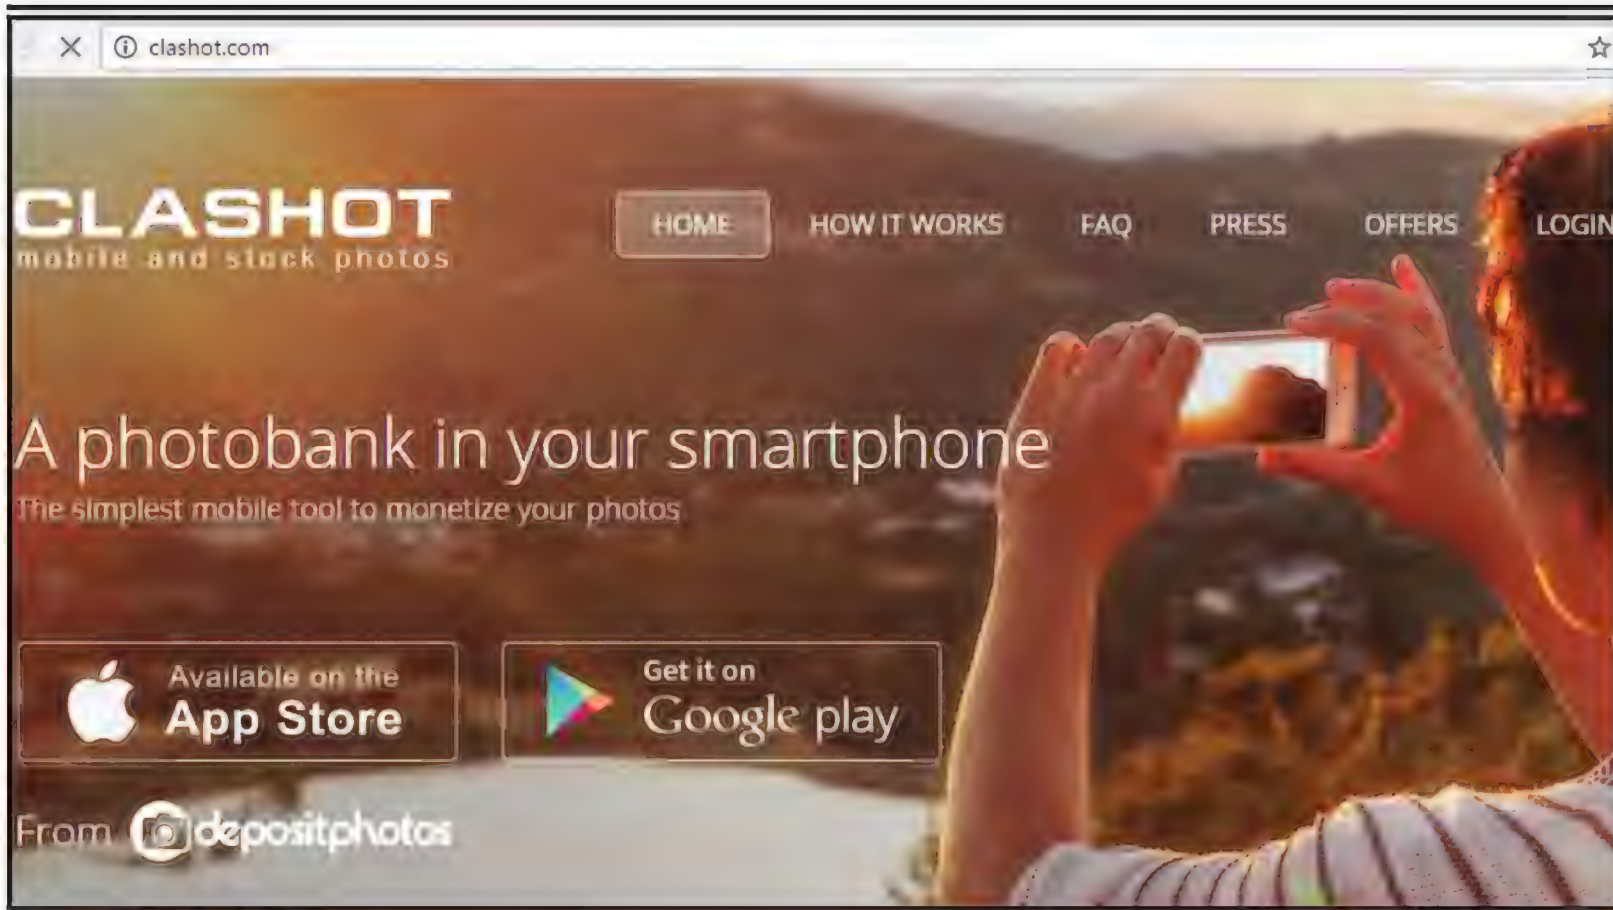 clashot.com
CLASHOT
mobile and stock photos
HOME HOW IT WORKS FAQ PRESS OFFERS LOGIN
A photobank in your smartphone
The simplest mobile tool to monetize your photos
Available on the
App Store
Get it on
Google play
From depositphotos